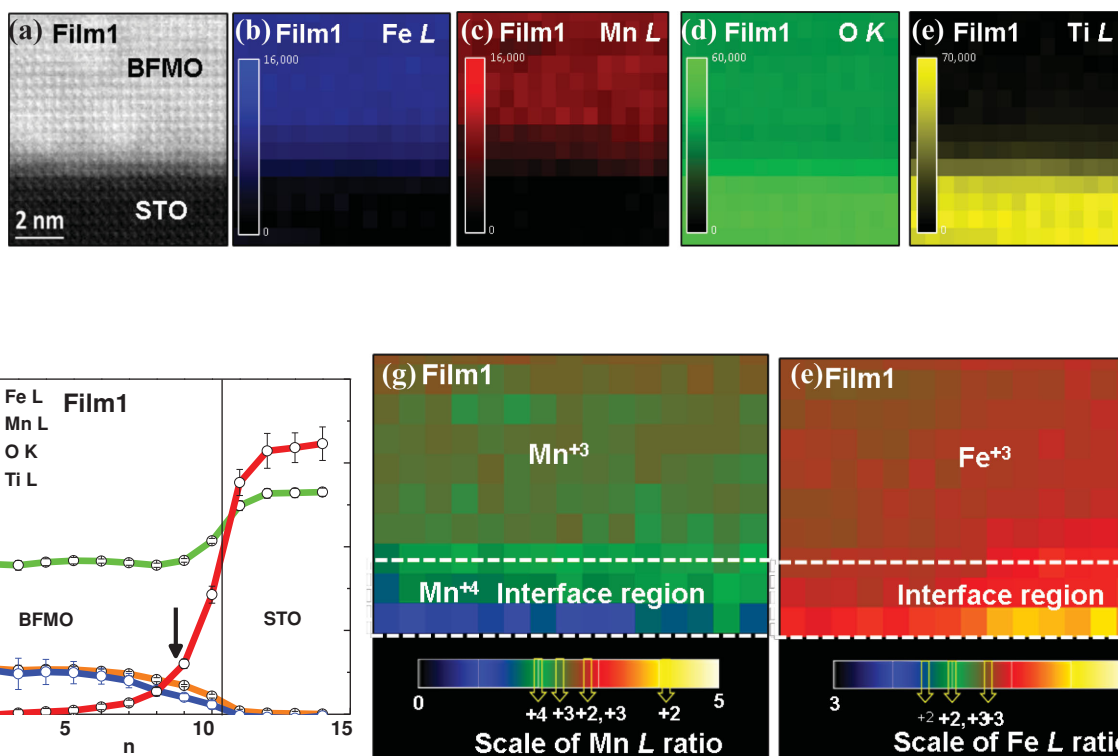 (a) Film1
BFMO
STO
2 nm
(b) Film1 Fe L
16,000
0
(c) Film1 Mn L
16,000
0
(d) Film1 O K
60,000
0
(e) Film1 Ti L
70,000
0
Fe L
Mn L
O K
Ti L
Film1
BFMO
STO
5 10 15
n
(g) Film1
Mn+3
Mn+4 Interface region
0 5
+4 +3 +2,+3 +2
Scale of Mn L ratio
(e) Film1
Fe+3
Interface region
3
+2 +2,+3 +3
Scale of Fe L ratio